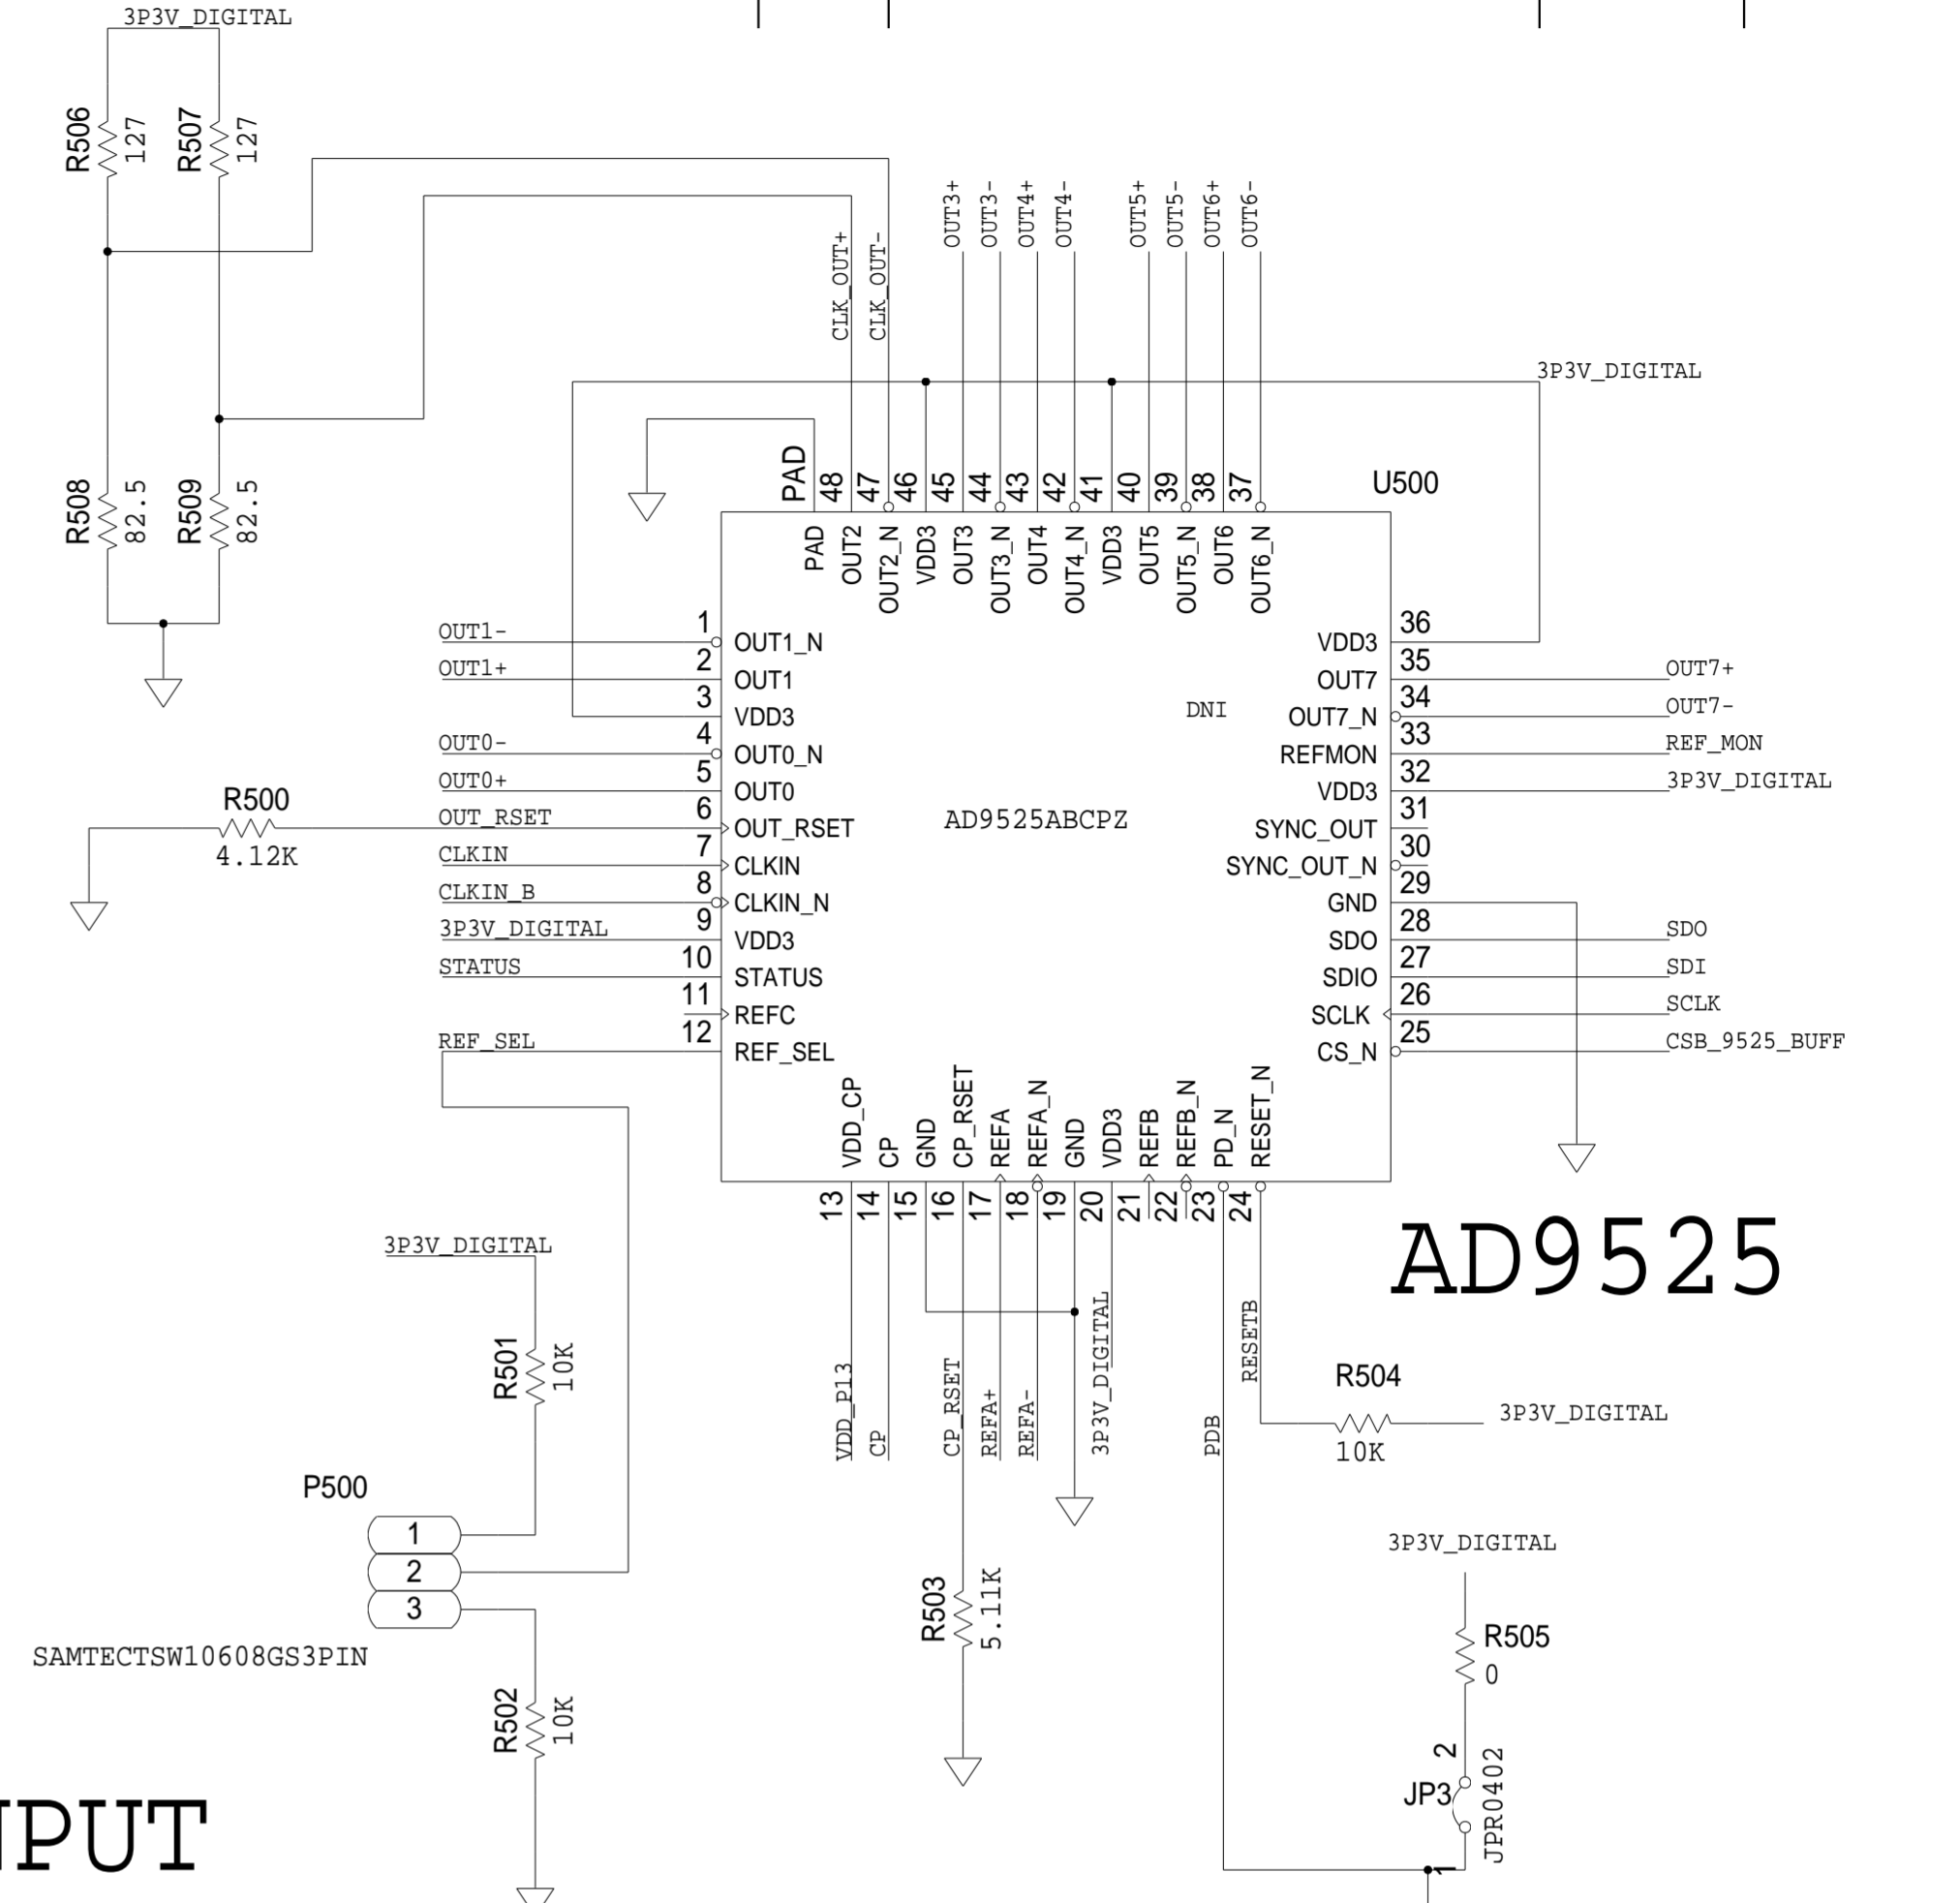 3P3V_DIGITAL
R506
127
R507
127
R508
82.5
R509
82.5
CLK_OUT+
CLK_OUT-
OUT3+
OUT3-
OUT4+
OUT4-
OUT5+
OUT5-
OUT6+
OUT6-
3P3V_DIGITAL
U500
PAD
48
47
46
45
44
43
42
41
40
39
38
37
PAD
OUT2
OUT2_N
VDD3
OUT3
OUT3_N
OUT4
OUT4_N
VDD3
OUT5
OUT5_N
OUT6
OUT6_N
OUT1- 1 OUT1_N
OUT1+ 2 OUT1
3 VDD3
OUT0- 4 OUT0_N
OUT0+ 5 OUT0
R500
4.12K
OUT_RSET 6 OUT_RSET
CLKIN 7 CLKIN
CLKIN_B 8 CLKIN_N
3P3V_DIGITAL 9 VDD3
STATUS 10 STATUS
11 REFC
REF_SEL 12 REF_SEL
DNI
AD9525ABCPZ
VDD3 36
OUT7 35 OUT7+
OUT7_N 34 OUT7-
REFMON 33 REF_MON
VDD3 32 3P3V_DIGITAL
SYNC_OUT 31
SYNC_OUT_N 30
GND 29
SDO 28 SDO
SDIO 27 SDI
SCLK 26 SCLK
CS_N 25 CSB_9525_BUFF
VDD_CP
CP
GND
CP_RSET
REFA
REFA_N
GND
VDD3
REFB
REFB_N
PD_N
RESET_N
13
14
15
16
17
18
19
20
21
22
23
24
AD9525
VDD_P13
CP
CP_RSET
REFA+
REFA-
3P3V_DIGITAL
PDB
RESETB
R504
10K
3P3V_DIGITAL
3P3V_DIGITAL
R501
10K
P500
1
2
3
SAMTECTSW10608GS3PIN
R502
10K
R503
5.11K
3P3V_DIGITAL
R505
0
2
JP3
JPR0402
1
NPUT